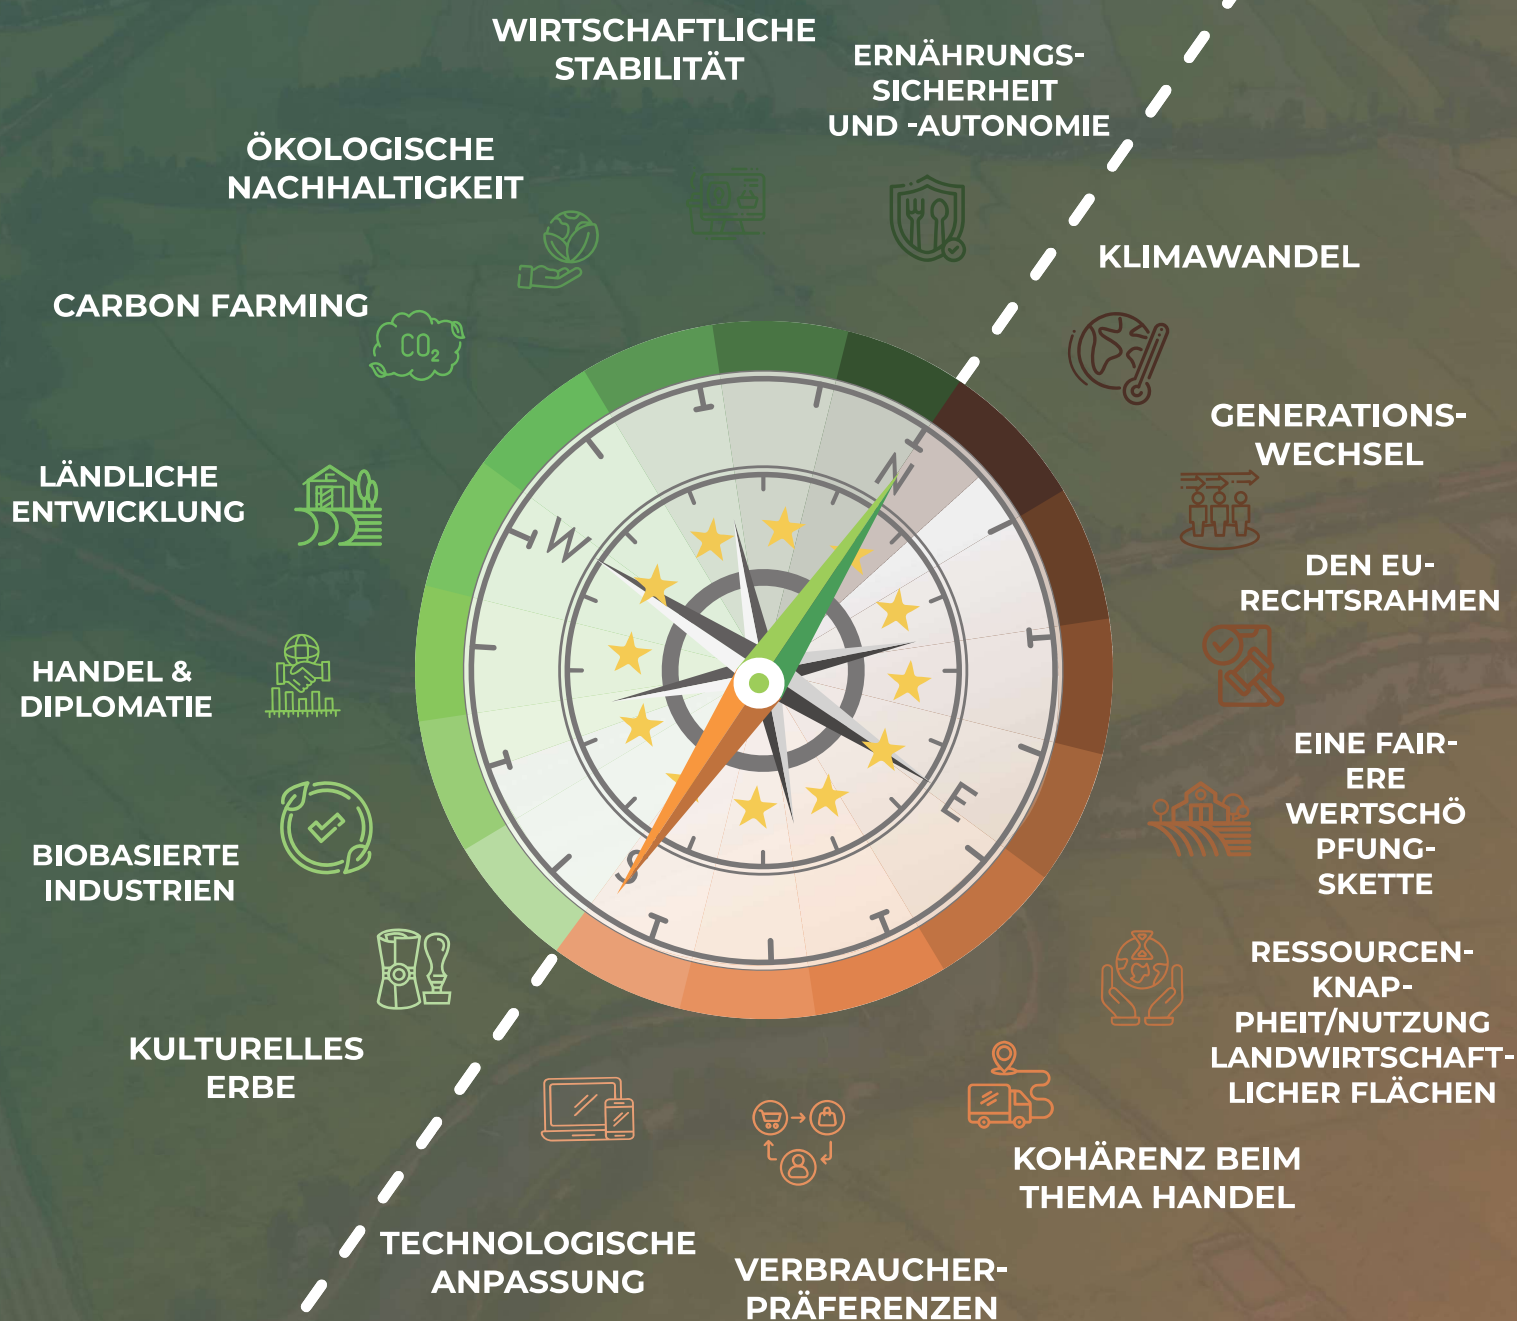 WIRTSCHAFTLICHE
STABILITÄT
ERNÄHRUNGS-
SICHERHEIT
UND -AUTONOMIE
ÖKOLOGISCHE
NACHHALTIGKEIT
KLIMAWANDEL
CARBON FARMING
CO₂
GENERATIONS-
WECHSEL
LÄNDLICHE
ENTWICKLUNG
DEN EU-
RECHTSRAHMEN
HANDEL &
DIPLOMATIE
EINE FAIR-
ERE
WERTSCHÖ
PFUNG-
SKETTE
BIOBASIERTE
INDUSTRIEN
RESSOURCEN-
KNAP-
PHEIT/NUTZUNG
LANDWIRTSCHAFT-
LICHER FLÄCHEN
KULTURELLES
ERBE
KOHÄRENZ BEIM
THEMA HANDEL
TECHNOLOGISCHE
ANPASSUNG
VERBRAUCHER-
PRÄFERENZEN
N
W
E
S